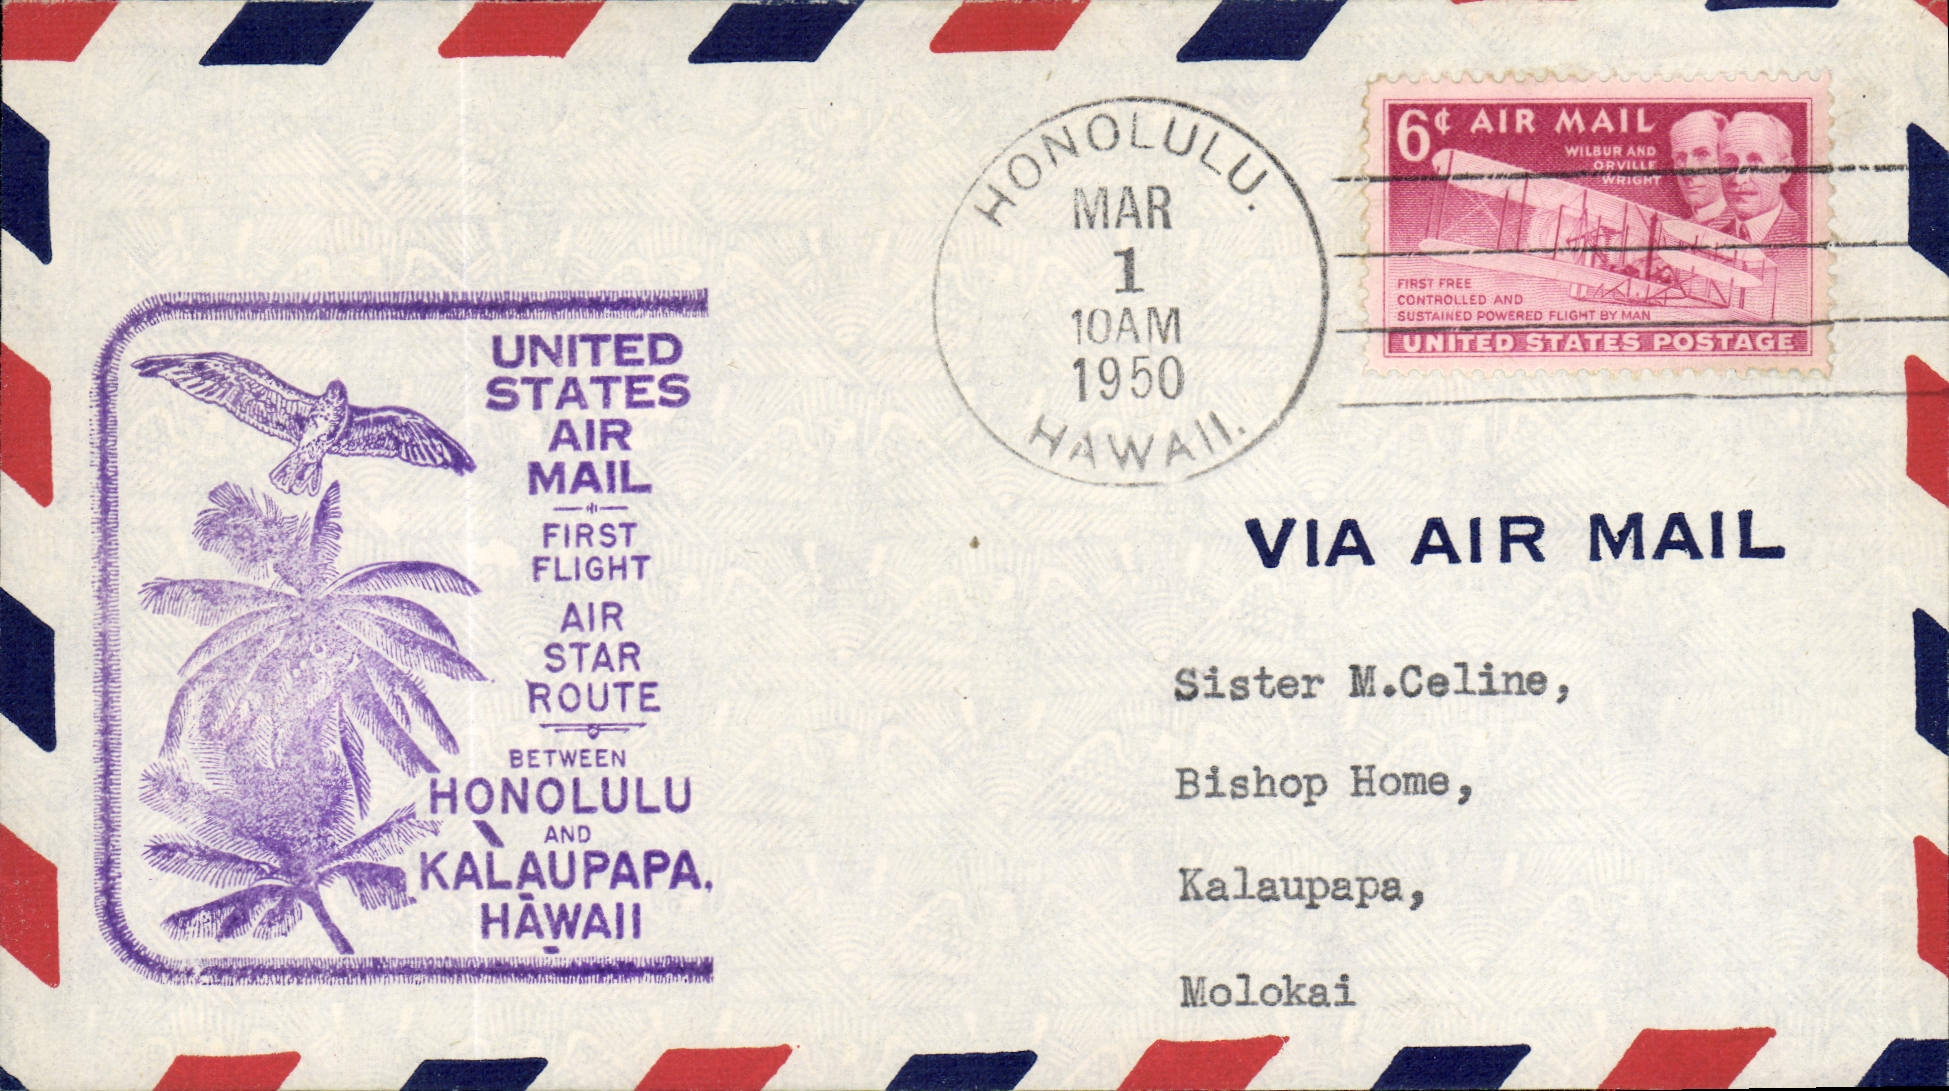 UNITED
STATES
AIR
MAIL
FIRST
FLIGHT
AIR
STAR
ROUTE
BETWEEN
HONOLULU
AND
KALAUPAPA,
HAWAII
HONOLULU.
MAR
1
10AM
1950
HAWAII.
6¢ AIR MAIL
WILBUR AND
ORVILLE
WRIGHT
FIRST FREE
CONTROLLED AND
SUSTAINED POWERED FLIGHT BY MAN
UNITED STATES POSTAGE
VIA AIR MAIL
Sister M.Celine,
Bishop Home,
Kalaupapa,
Molokai